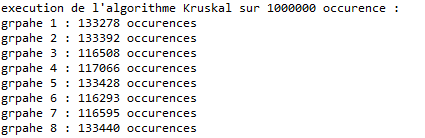 execution de l'algorithme Kruskal sur 1000000 occurence :
grpahe 1 : 133278 occurences
grpahe 2 : 133392 occurences
grpahe 3 : 116508 occurences
grpahe 4 : 117066 occurences
grpahe 5 : 133428 occurences
grpahe 6 : 116293 occurences
grpahe 7 : 116595 occurences
grpahe 8 : 133440 occurences